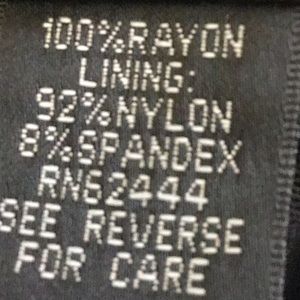 100%RAYON
LINING:
92%NYLON
8%SPANDEX
RN62444
SEE REVERSE
FOR CARE